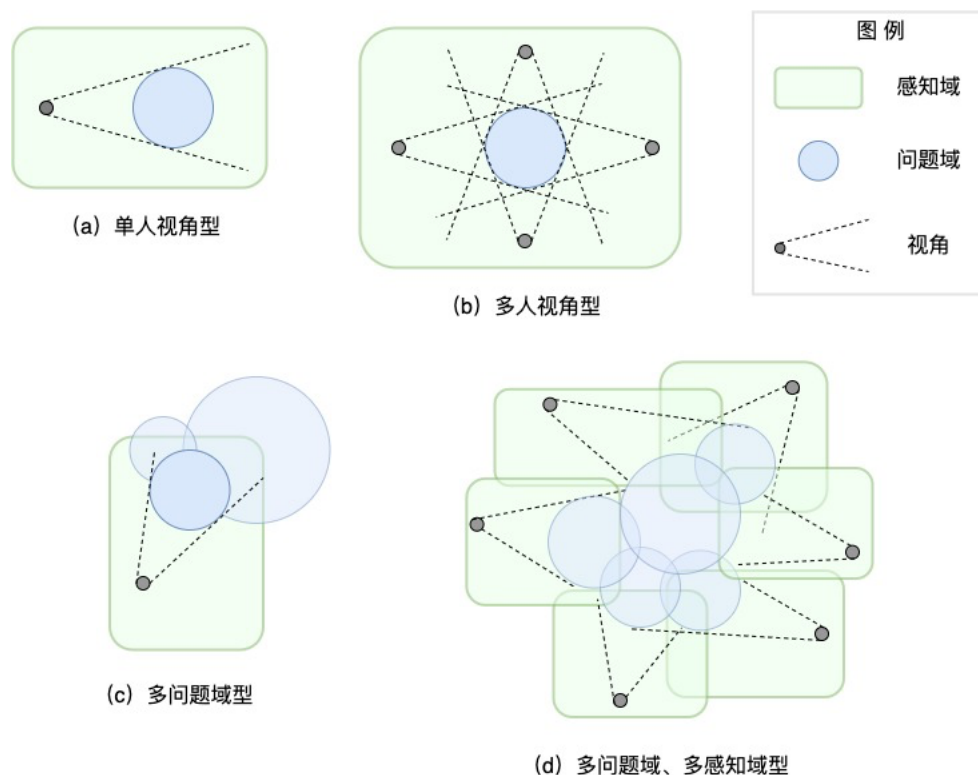 图 例
感知域
问题域
视角
(a) 单人视角型
(b) 多人视角型
(c) 多问题域型
(d) 多问题域、多感知域型